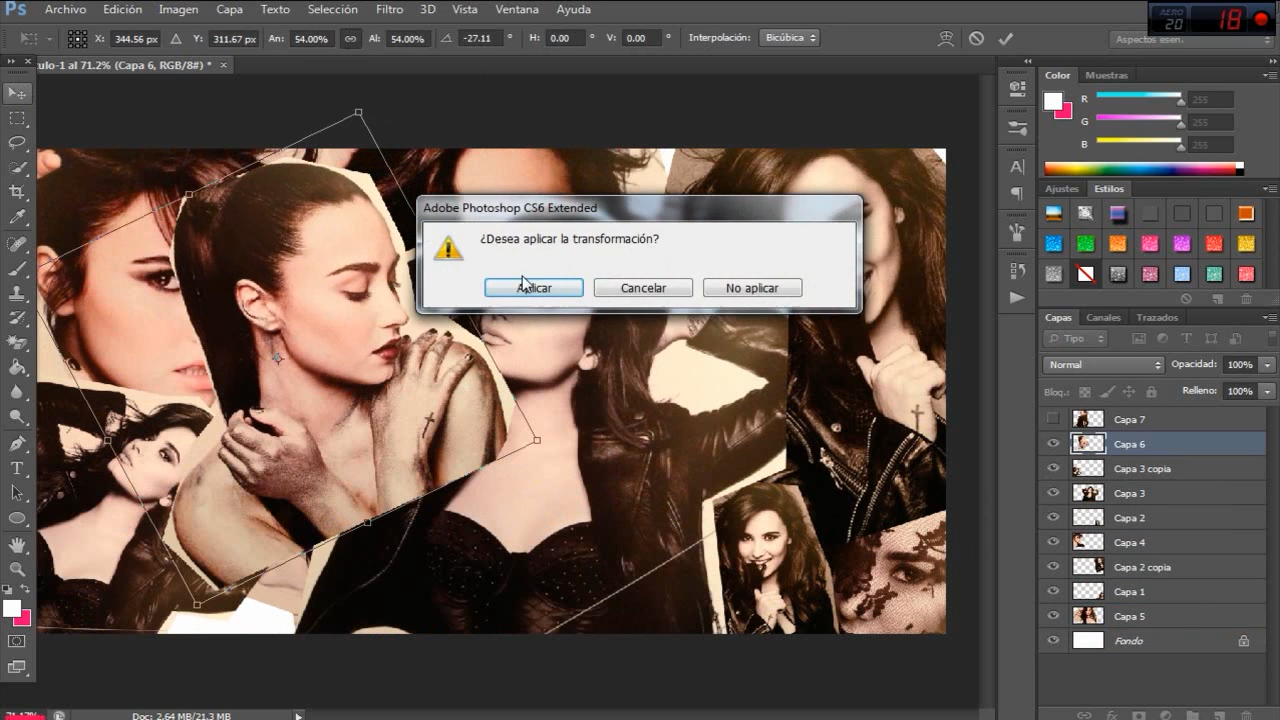 Ps Archivo Edición Imagen Capa Texto Selección Filtro 3D Vista Ventana Ayuda
AERO 20 18
X: 344.56 px Y: 311.67 px An: 54.00% Al: 54.00% -27.11 ° H: 0.00 ° V: 0.00 ° Interpolación: Bicúbica Aspectos esen.
tulo-1 al 71.2% (Capa 6, RGB/8#) * ×
Color Muestras
R 255
G 255
B 255
Ajustes Estilos
Adobe Photoshop CS6 Extended
¿Desea aplicar la transformación?
Aplicar Cancelar No aplicar
Capas Canales Trazados
Tipo
Normal Opacidad: 100%
Bloq.: Relleno: 100%
Capa 7
Capa 6
Capa 3 copia
Capa 3
Capa 2
Capa 4
Capa 2 copia
Capa 1
Capa 5
Fondo
Doc: 2.64 MB/21.3 MB